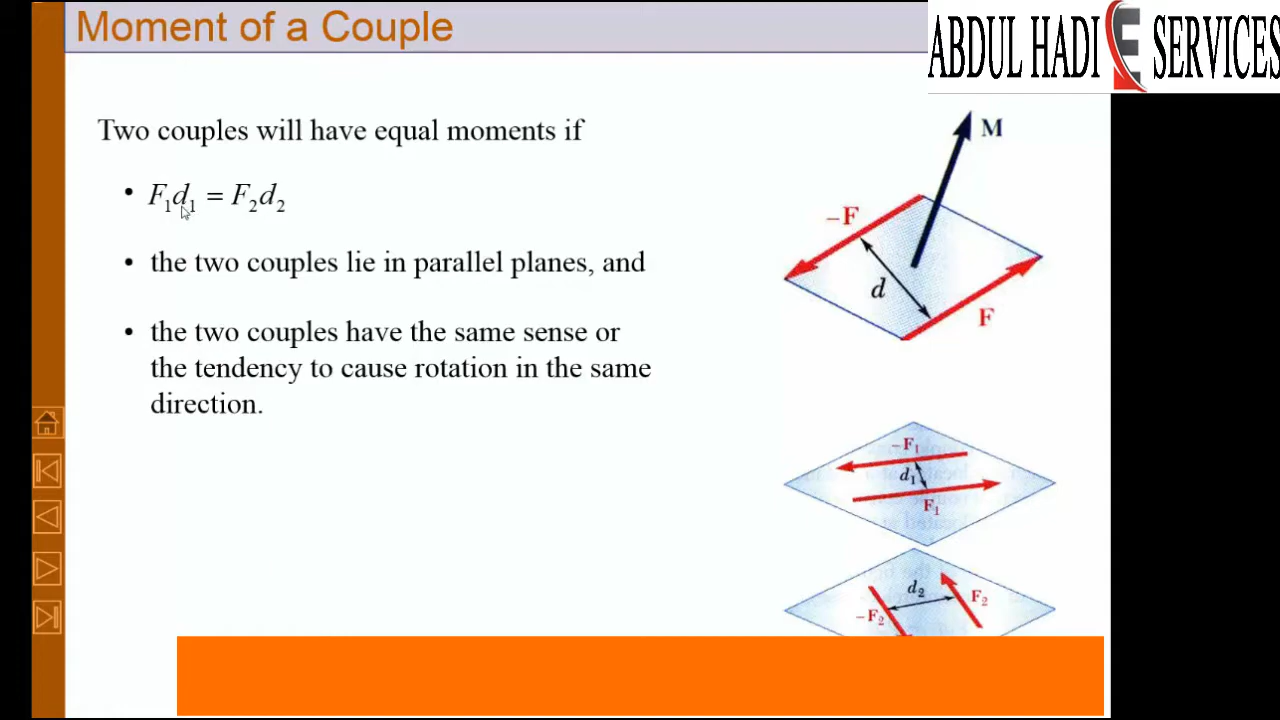 Moment of a Couple
ABDUL HADI E SERVICES
Two couples will have equal moments if
• F₁d₁ = F₂d₂
• the two couples lie in parallel planes, and
• the two couples have the same sense or
the tendency to cause rotation in the same
direction.
M
–F
d
F
–F₁
d₁
F₁
d₂
F₂
–F₂